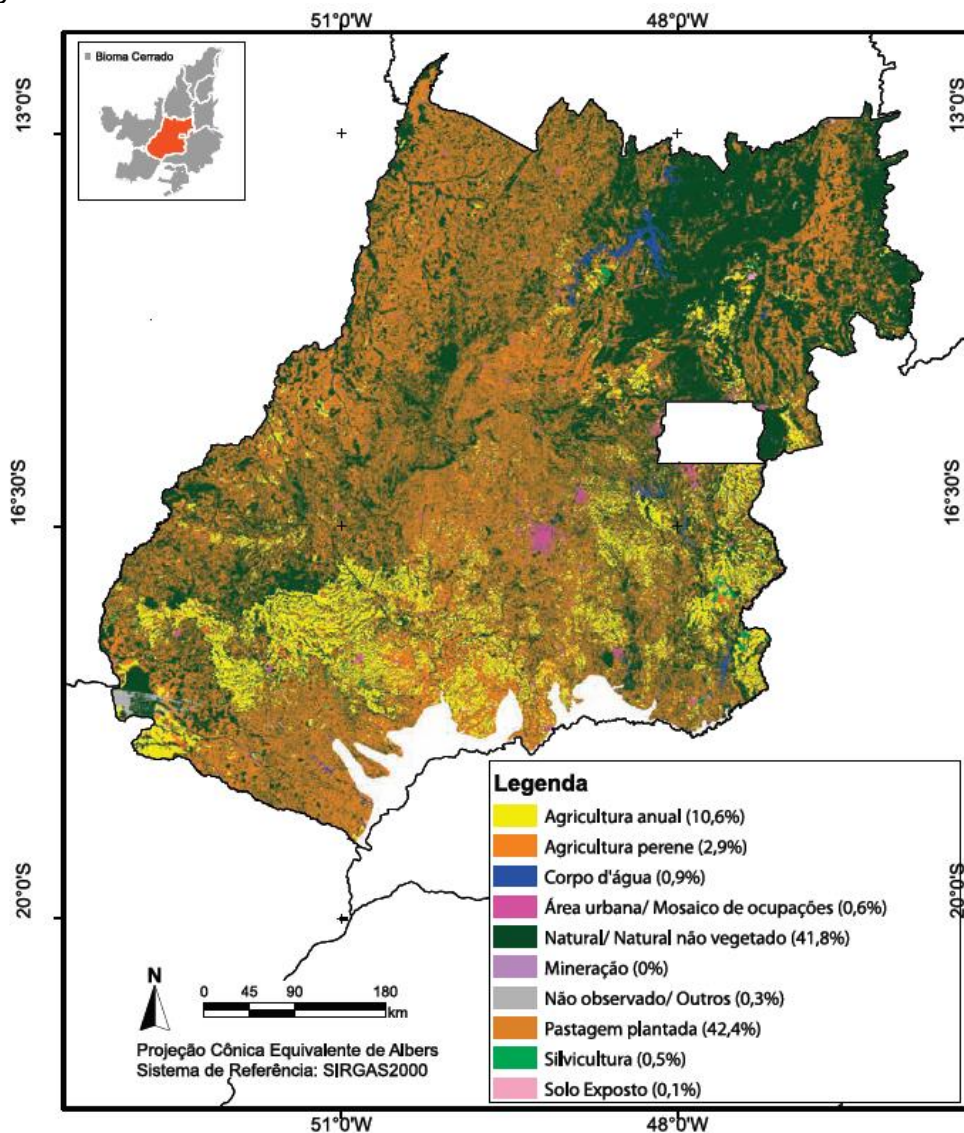 51°0'W 48°0'W
Bioma Cerrado
13°0'S 13°0'S
16°30'S 16°30'S
20°0'S 20°0'S
Legenda
Agricultura anual (10,6%)
Agricultura perene (2,9%)
Corpo d'água (0,9%)
Área urbana/ Mosaico de ocupações (0,6%)
Natural/ Natural não vegetado (41,8%)
Mineração (0%)
Não observado/ Outros (0,3%)
Pastagem plantada (42,4%)
Silvicultura (0,5%)
Solo Exposto (0,1%)
N
0 45 90 180
km
Projeção Cônica Equivalente de Albers
Sistema de Referência: SIRGAS2000
51°0'W 48°0'W